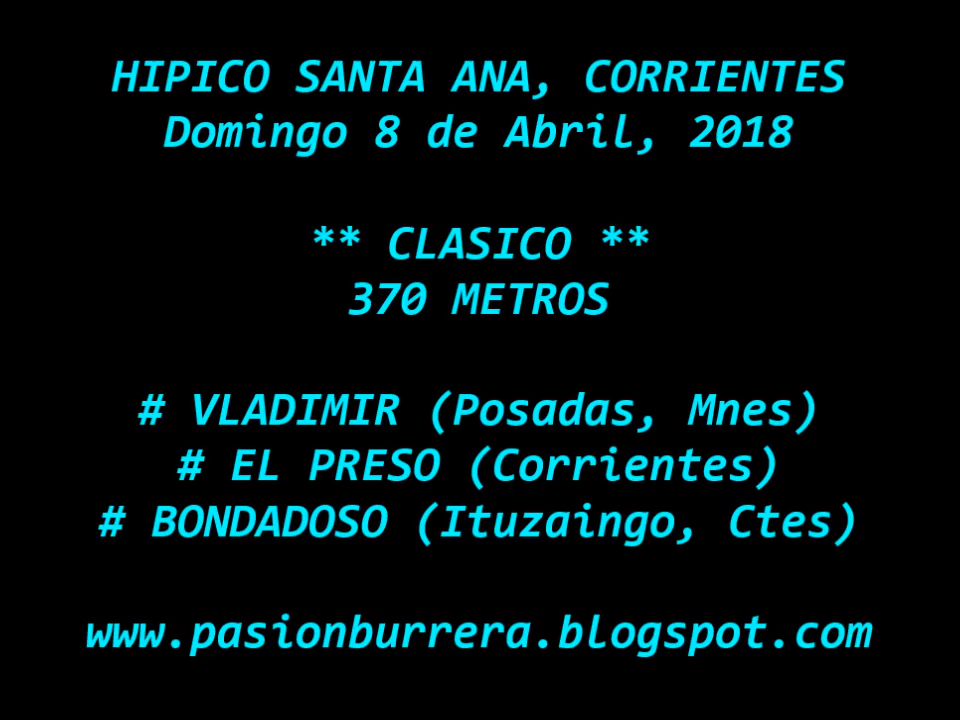 HIPICO SANTA ANA, CORRIENTES
Domingo 8 de Abril, 2018
** CLASICO **
370 METROS
# VLADIMIR (Posadas, Mnes)
# EL PRESO (Corrientes)
# BONDADOSO (Ituzaingo, Ctes)
www.pasionburrera.blogspot.com